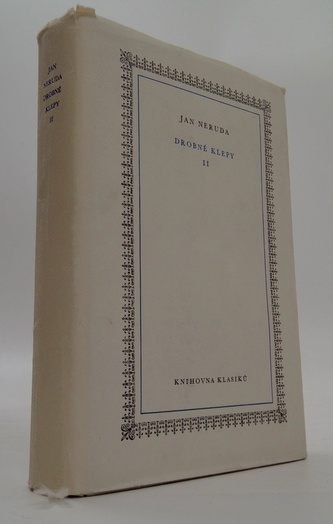 JAN
NERUDA
DROBNÉ
KLEPY
II
JAN NERUDA
DROBNÉ KLEPY
II
KNIHOVNA KLASIKŮ